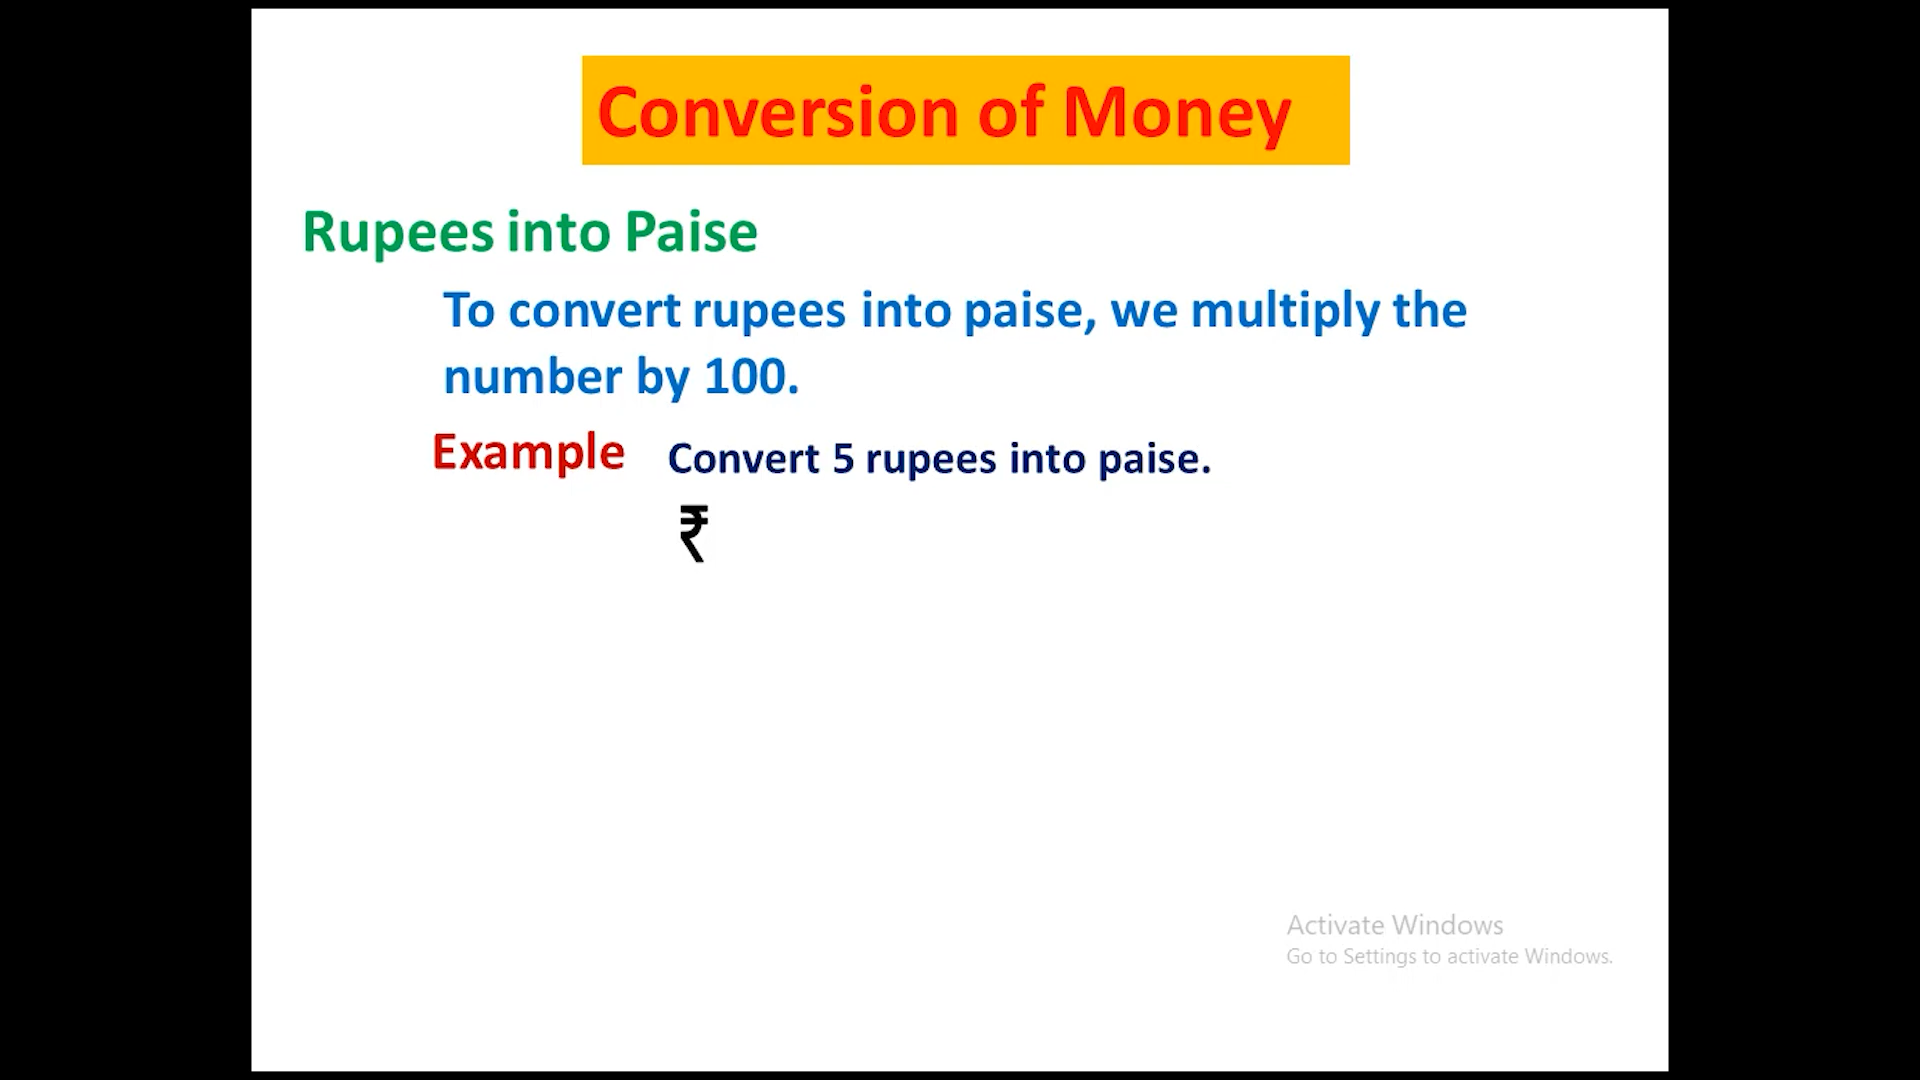 Conversion of Money
Rupees into Paise
To convert rupees into paise, we multiply the
number by 100.
Example Convert 5 rupees into paise.
₹
Activate Windows
Go to Settings to activate Windows.